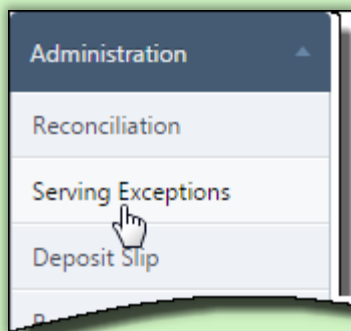 Administration
Reconciliation
Serving Exceptions
Deposit Slip